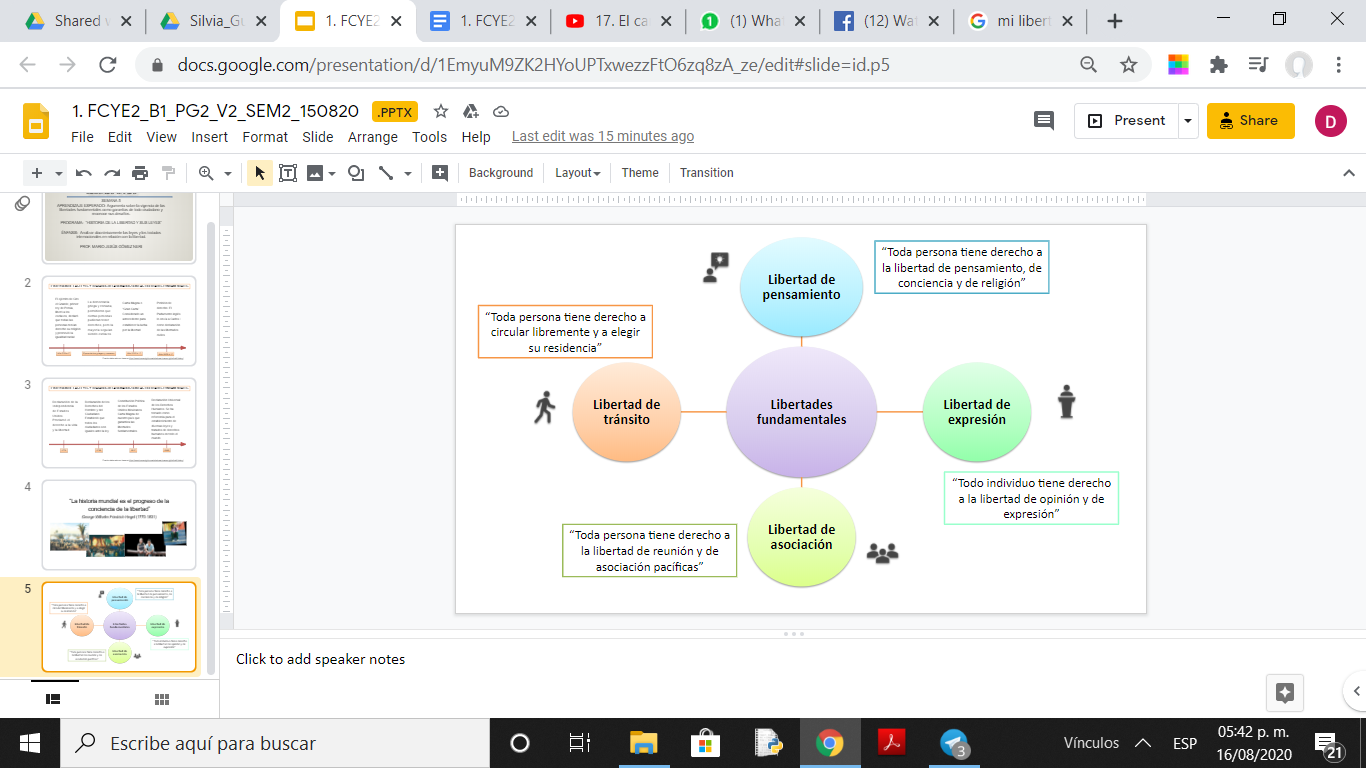 Shared w
Silvia_Gu
1. FCYE2
1. FCYE2
17. El ca
(1) Wha
(12) Wa
mi libert
docs.google.com/presentation/d/1EmyuM9ZK2HYoUPTxwezzFtO6zq8zA_ze/edit#slide=id.p5
1. FCYE2_B1_PG2_V2_SEM2_150820 .PPTX
File Edit View Insert Format Slide Arrange Tools Help Last edit was 15 minutes ago
Present
Share
D
Background Layout Theme Transition
2
3
4
"La historia mundial es el progreso de la
conciencia de la libertad"
5
Libertad de
pensamiento
“Toda persona tiene derecho a
la libertad de pensamiento, de
conciencia y de religión”
“Toda persona tiene derecho a
circular libremente y a elegir
su residencia”
Libertad de
tránsito
Libertades
fundamentales
Libertad de
expresión
“Todo individuo tiene derecho
a la libertad de opinión y de
expresión”
Libertad de
asociación
“Toda persona tiene derecho a
la libertad de reunión y de
asociación pacíficas”
Click to add speaker notes
Escribe aquí para buscar
3
Vínculos
ESP
05:42 p. m.
16/08/2020
21